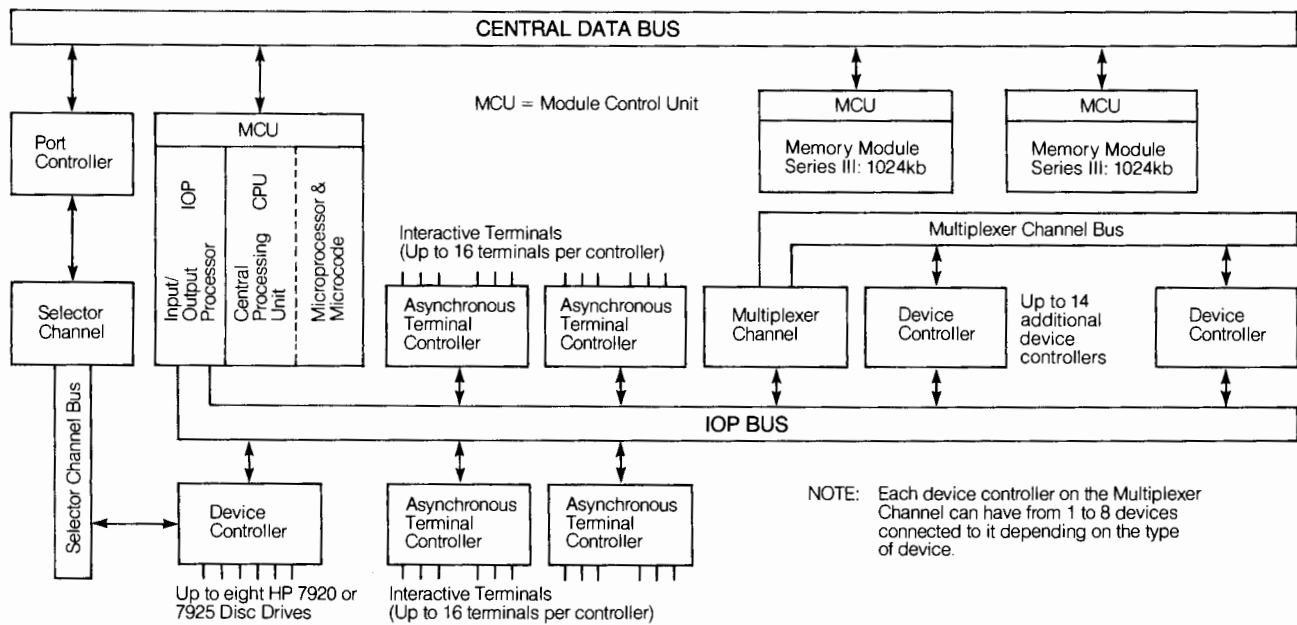 CENTRAL DATA BUS
MCU = Module Control Unit
Port
Controller
MCU
Input/
Output
Processor
IOP
Central
Processing
Unit
CPU
Microprocessor &
Microcode
MCU
Memory Module
Series III: 1024kb
MCU
Memory Module
Series III: 1024kb
Multiplexer Channel Bus
Interactive Terminals
(Up to 16 terminals per controller)
Selector
Channel
Asynchronous
Terminal
Controller
Asynchronous
Terminal
Controller
Multiplexer
Channel
Device
Controller
Up to 14
additional
device
controllers
Device
Controller
IOP BUS
Selector Channel Bus
Device
Controller
Asynchronous
Terminal
Controller
Asynchronous
Terminal
Controller
Up to eight HP 7920 or
7925 Disc Drives
Interactive Terminals
(Up to 16 terminals per controller)
NOTE: Each device controller on the Multiplexer
Channel can have from 1 to 8 devices
connected to it depending on the type
of device.